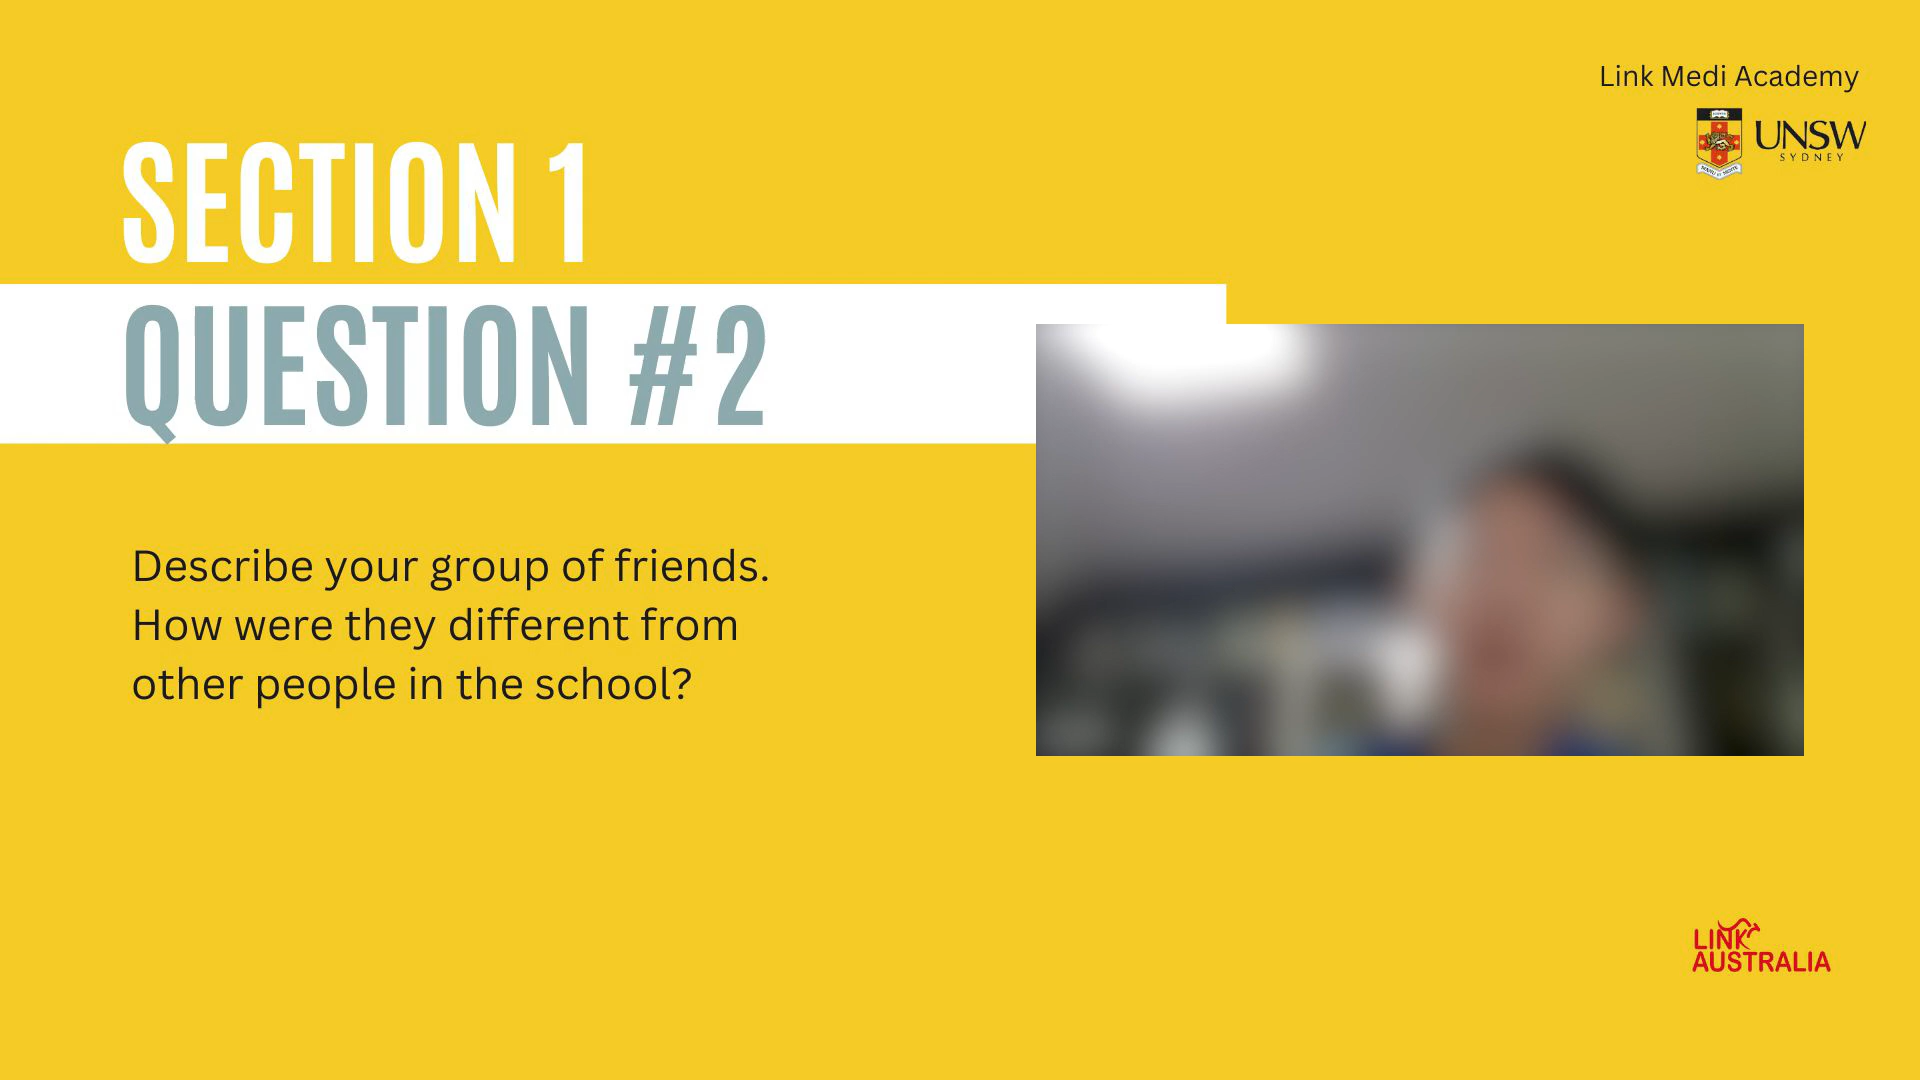 Link Medi Academy
UNSW
SYDNEY
SECTION 1
QUESTION #2
Describe your group of friends.
How were they different from
other people in the school?
LINK
AUSTRALIA